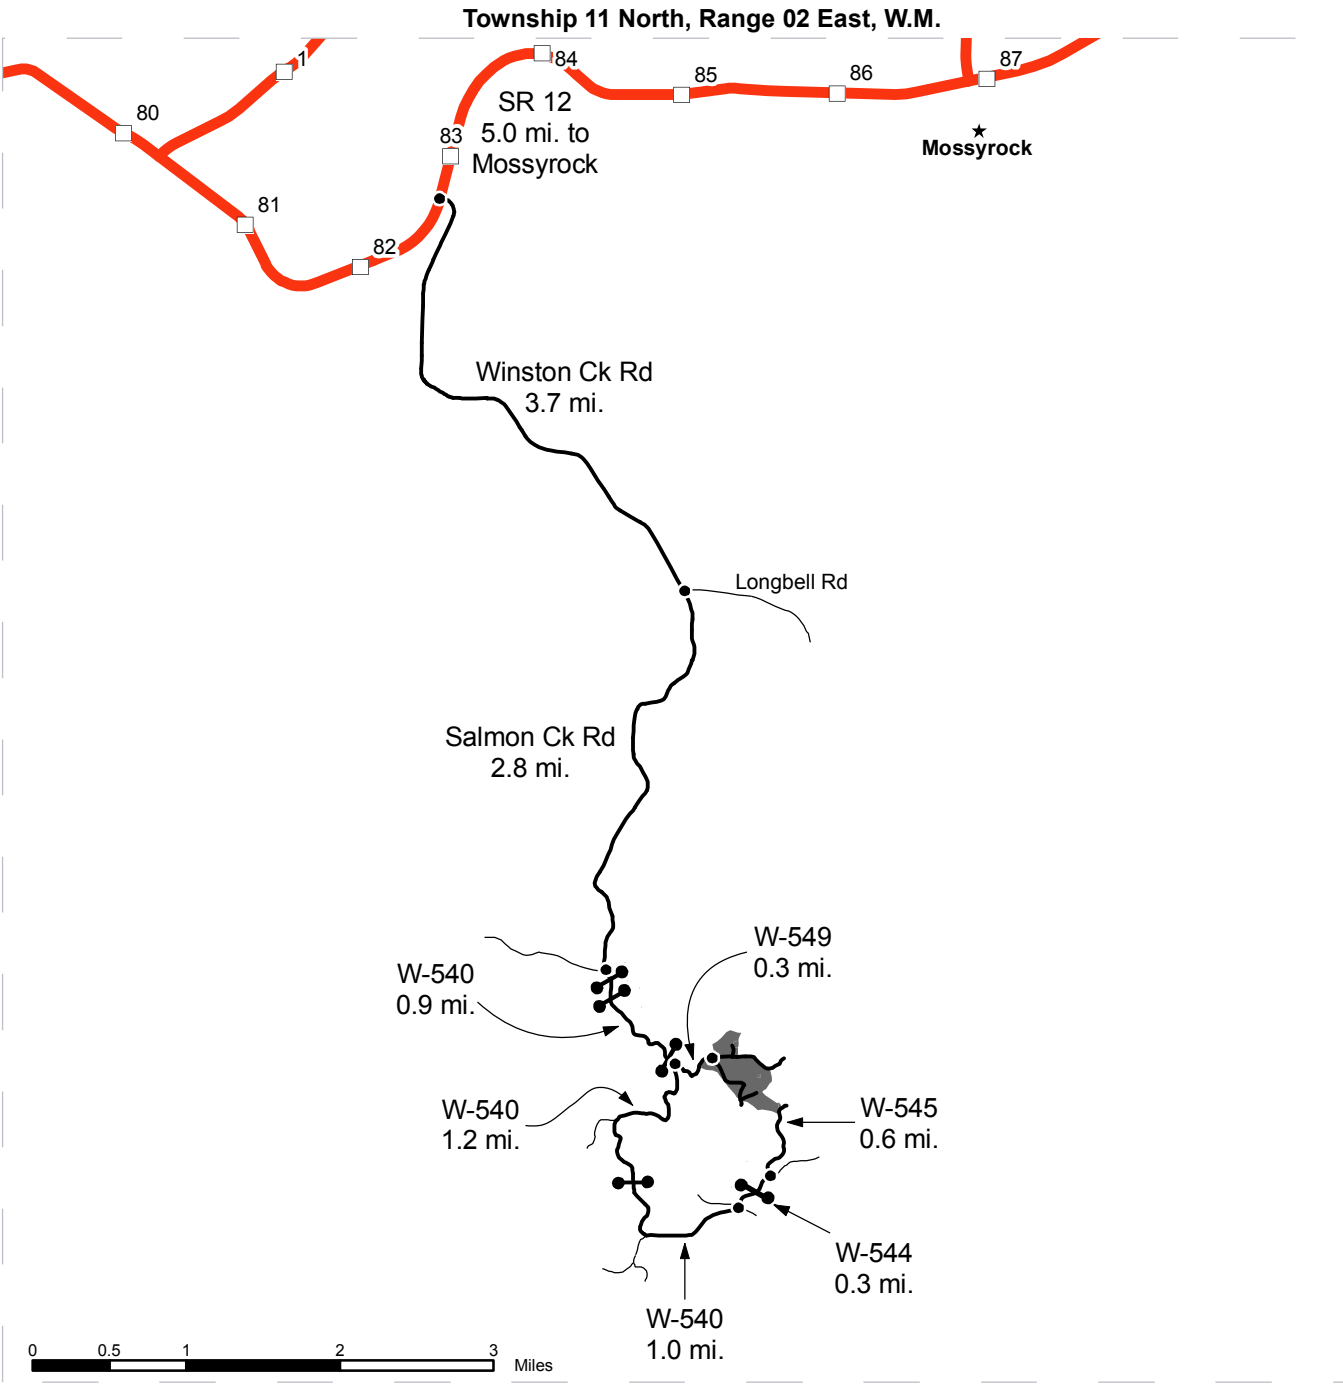 Township 11 North, Range 02 East, W.M.
1
84
87
85
86
80
SR 12
5.0 mi. to
Mossyrock
83
Mossyrock
81
82
Winston Ck Rd
3.7 mi.
Longbell Rd
Salmon Ck Rd
2.8 mi.
W-549
0.3 mi.
W-540
0.9 mi.
W-540
1.2 mi.
W-545
0.6 mi.
W-544
0.3 mi.
W-540
1.0 mi.
0 0.5 1 2 3
Miles